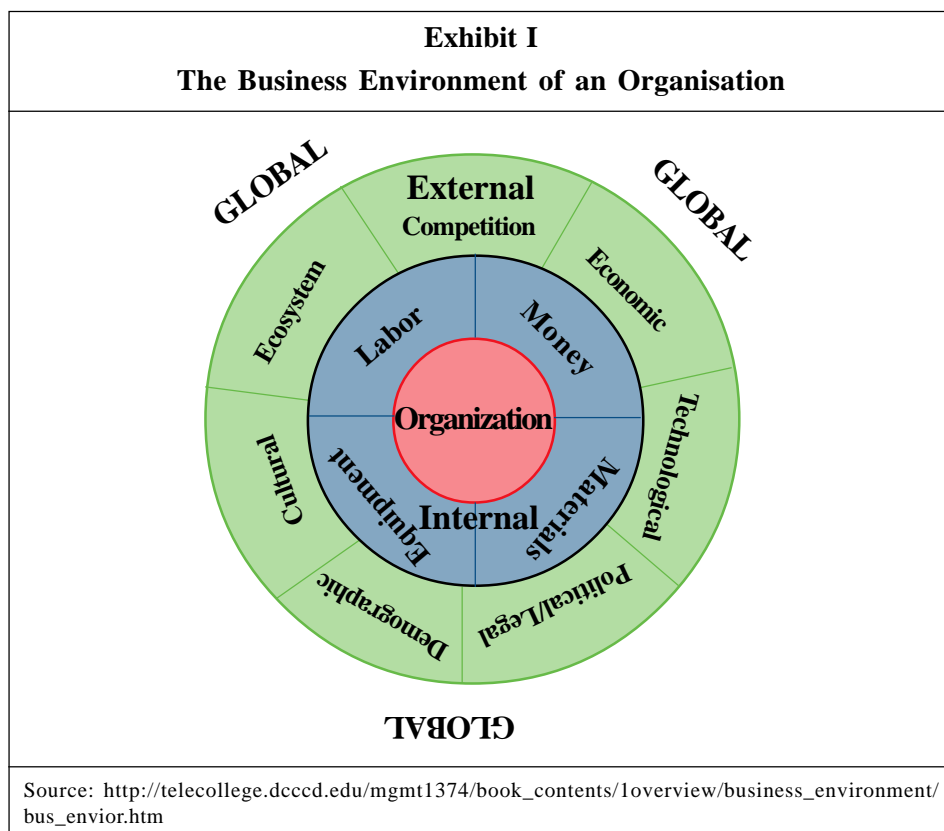 Exhibit I
The Business Environment of an Organisation
GLOBAL
GLOBAL
External
Competition
Economic
Technological
Political/Legal
Demographic
Cultural
Ecosystem
Labor
Money
Materials
Equipment
Internal
Organization
GLOBAL
Source: http://telecollege.dcccd.edu/mgmt1374/book_contents/1overview/business_environment/
bus_envior.htm